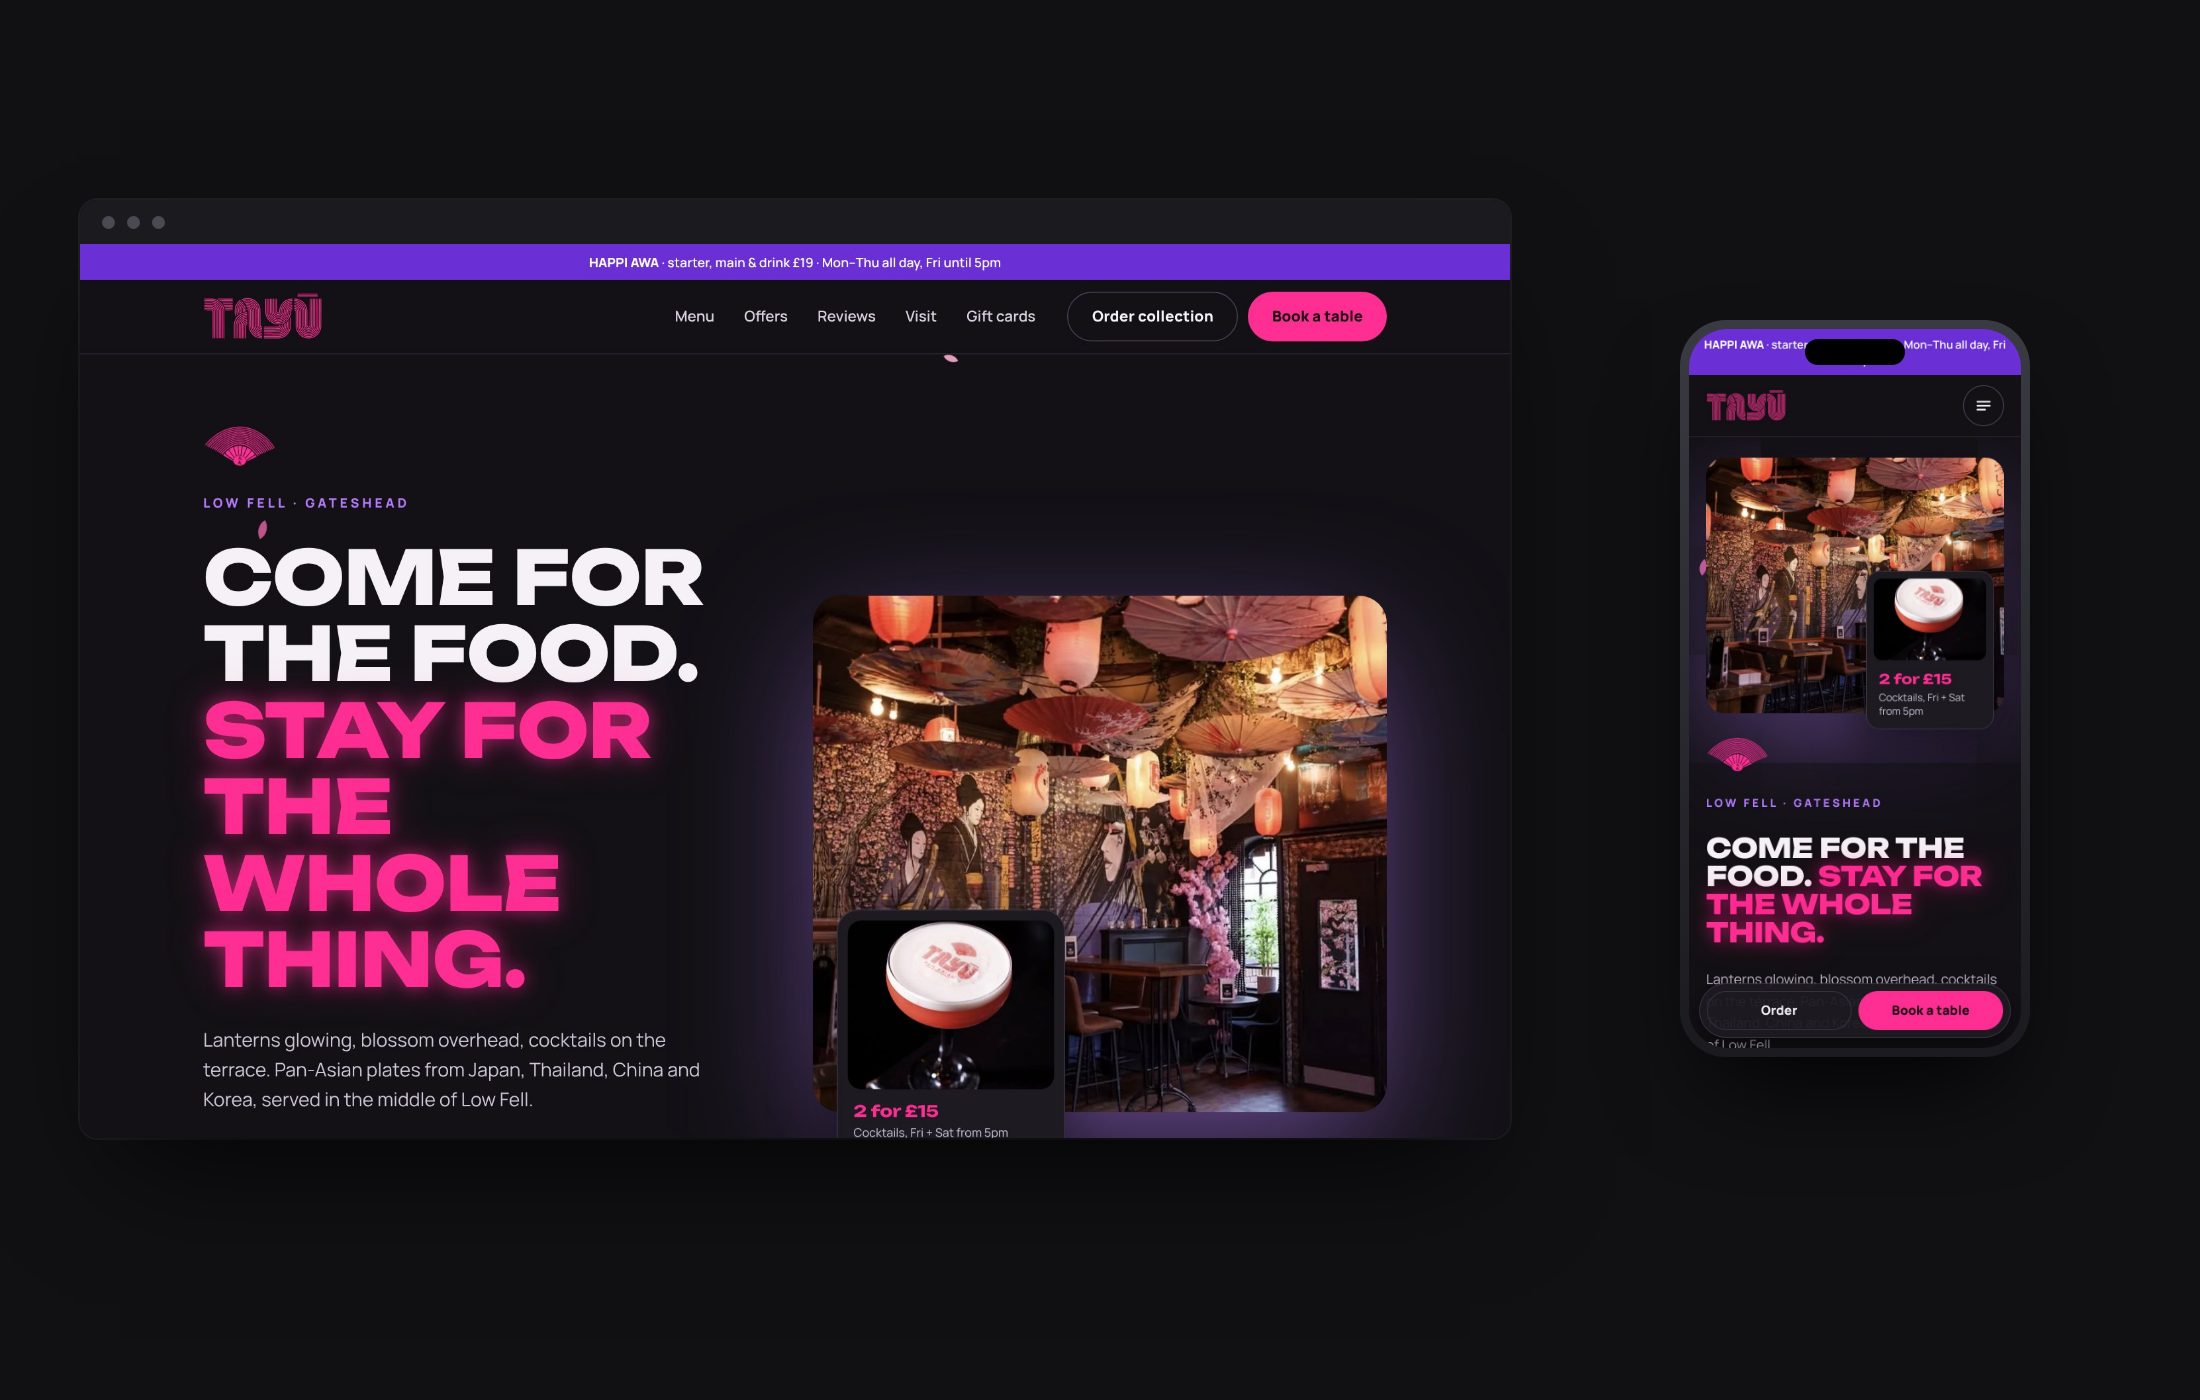 HAPPI AWA · starter, main & drink £19 · Mon–Thu all day, Fri until 5pm
TAYŪ
Menu Offers Reviews Visit Gift cards Order collection Book a table
LOW FELL · GATESHEAD
COME FOR
THE FOOD.
STAY FOR
THE
WHOLE
THING.
Lanterns glowing, blossom overhead, cocktails on the
terrace. Pan-Asian plates from Japan, Thailand, China and
Korea, served in the middle of Low Fell.
TAYŪ
2 for £15
Cocktails, Fri + Sat from 5pm
HAPPI AWA · starter Mon–Thu all day, Fri
TAYŪ
TAYŪ
2 for £15
Cocktails, Fri + Sat
from 5pm
LOW FELL · GATESHEAD
COME FOR THE
FOOD. STAY FOR
THE WHOLE
THING.
Lanterns glowing, blossom overhead, cocktails
Order Book a table
of Low Fell